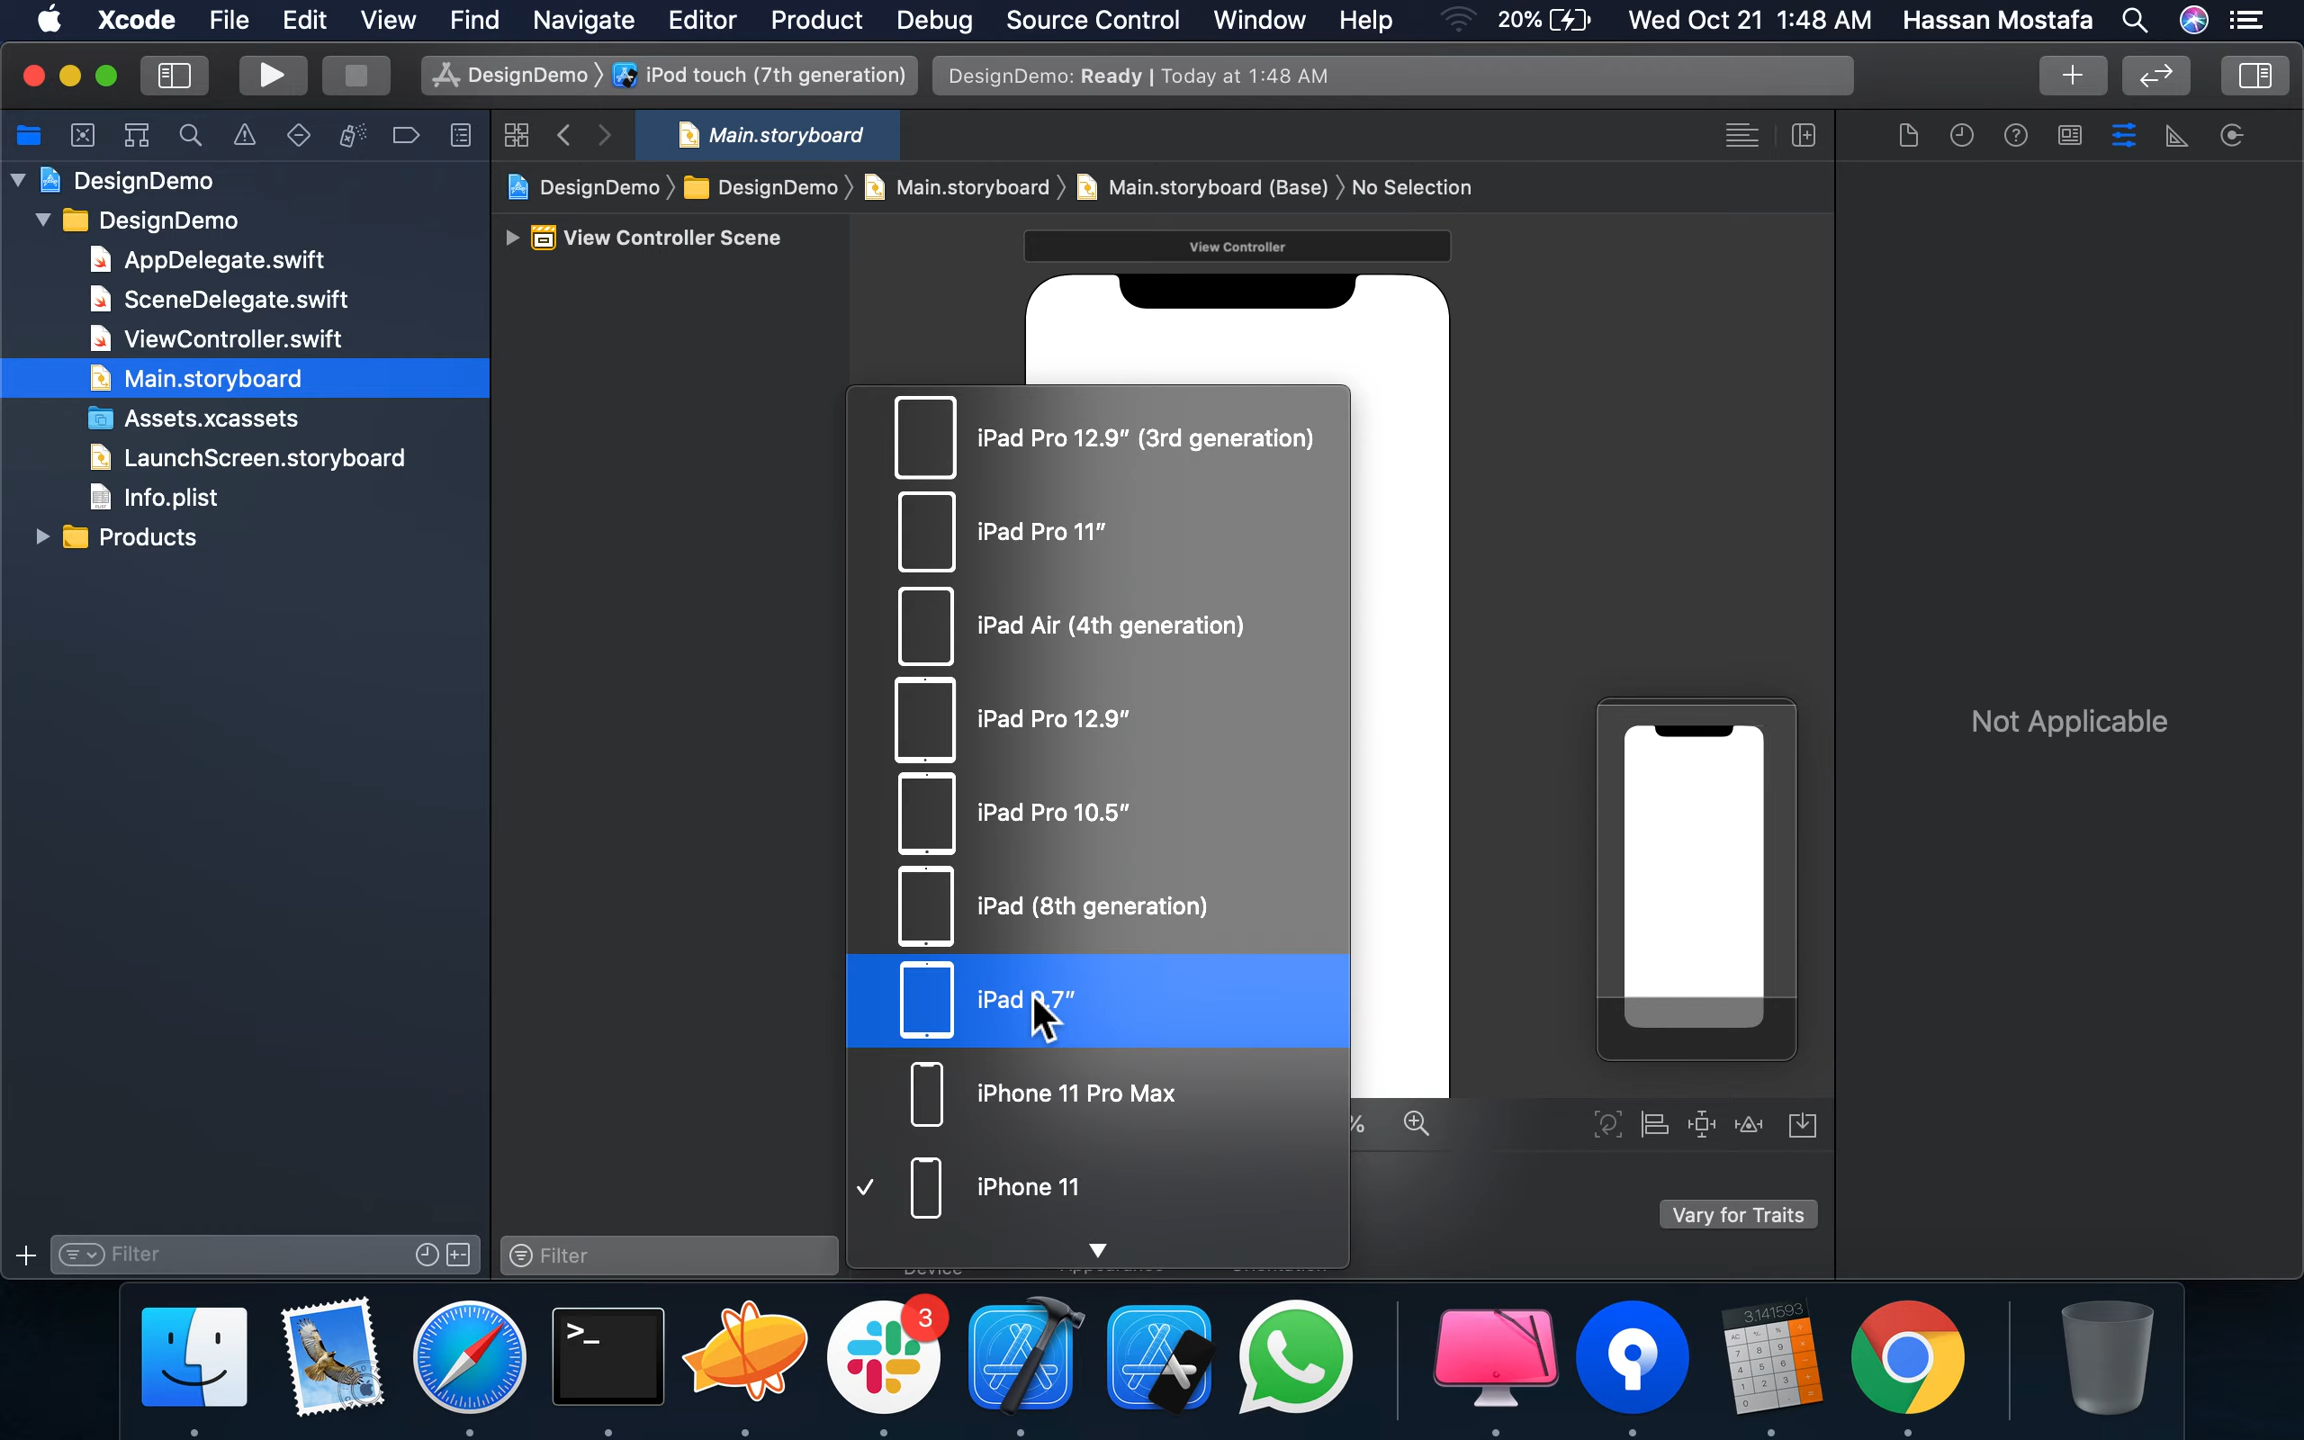 Xcode File Edit View Find Navigate Editor Product Debug Source Control Window Help 20% Wed Oct 21 1:48 AM Hassan Mostafa
DesignDemo 〉 iPod touch (7th generation) DesignDemo: Ready | Today at 1:48 AM
Main.storyboard
DesignDemo 〉 DesignDemo 〉 Main.storyboard 〉 Main.storyboard (Base) 〉 No Selection
DesignDemo
DesignDemo
AppDelegate.swift
SceneDelegate.swift
ViewController.swift
Main.storyboard
Assets.xcassets
LaunchScreen.storyboard
Info.plist
Products
View Controller Scene
View Controller
iPad Pro 12.9” (3rd generation)
iPad Pro 11”
iPad Air (4th generation)
iPad Pro 12.9”
iPad Pro 10.5”
iPad (8th generation)
iPad
iPhone 11 Pro Max
iPhone 11
%
Vary for Traits
Not Applicable
Filter
Filter
Device
3
>_
3.141593